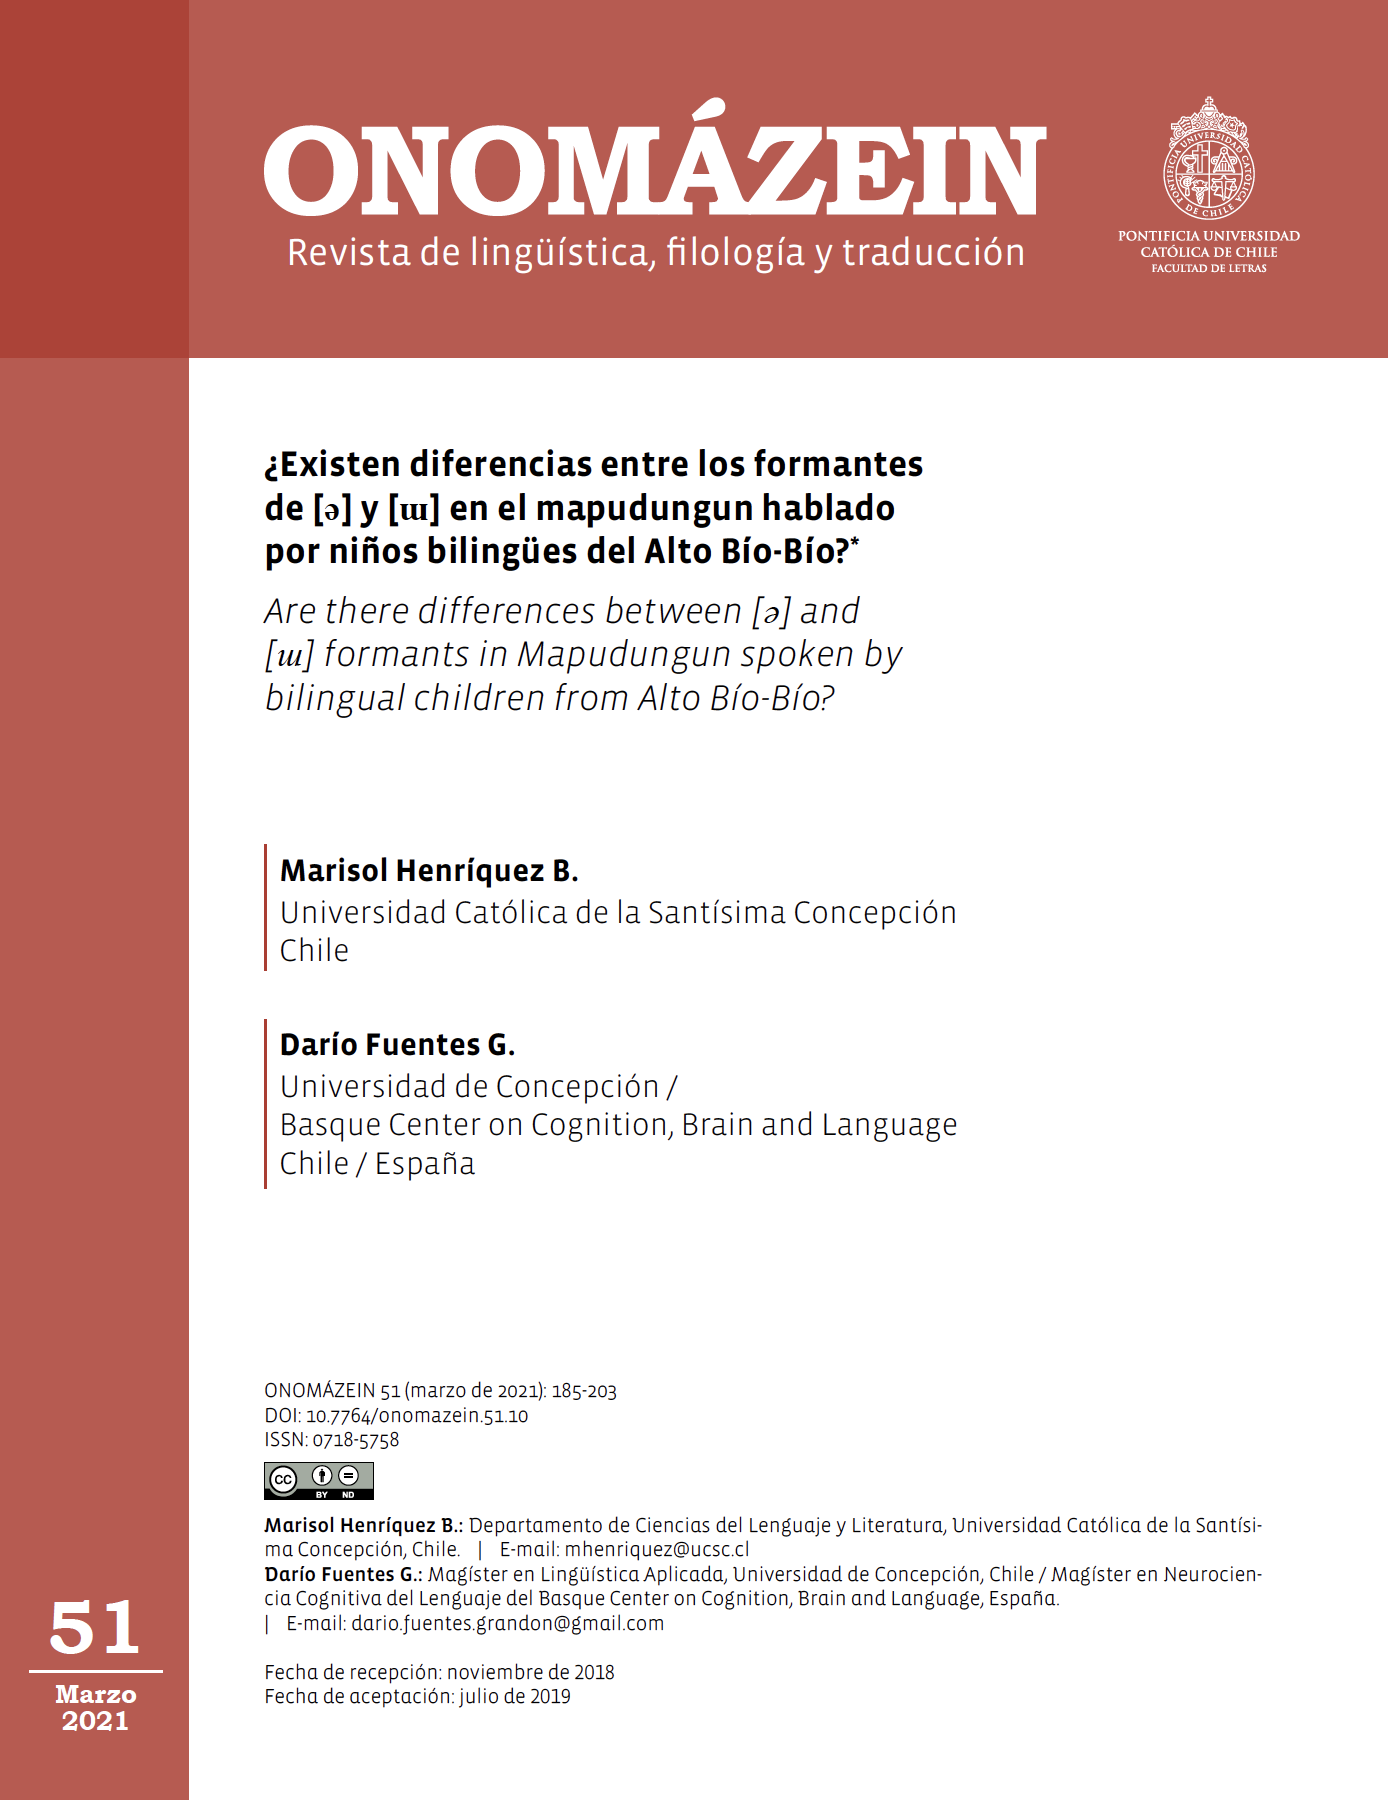 ONOMÁZEIN
Revista de lingüística, filología y traducción
PONTIFICIA UNIVERSIDAD CATÓLICA DE CHILE
PONTIFICIA UNIVERSIDAD
CATÓLICA DE CHILE
FACULTAD DE LETRAS
¿Existen diferencias entre los formantes
de [ə] y [ɯ] en el mapudungun hablado
por niños bilingües del Alto Bío-Bío?*
Are there differences between [ə] and
[ɯ] formants in Mapudungun spoken by
bilingual children from Alto Bío-Bío?
Marisol Henríquez B.
Universidad Católica de la Santísima Concepción
Chile
Darío Fuentes G.
Universidad de Concepción /
Basque Center on Cognition, Brain and Language
Chile / España
ONOMÁZEIN 51 (marzo de 2021): 185-203
DOI: 10.7764/onomazein.51.10
ISSN: 0718-5758
cc BY ND
Marisol Henríquez B.: Departamento de Ciencias del Lenguaje y Literatura, Universidad Católica de la Santísi-
ma Concepción, Chile. | E-mail: mhenriquez@ucsc.cl
Darío Fuentes G.: Magíster en Lingüística Aplicada, Universidad de Concepción, Chile / Magíster en Neurocien-
cia Cognitiva del Lenguaje del Basque Center on Cognition, Brain and Language, España.
| E-mail: dario.fuentes.grandon@gmail.com
Fecha de recepción: noviembre de 2018
Fecha de aceptación: julio de 2019
51
Marzo
2021